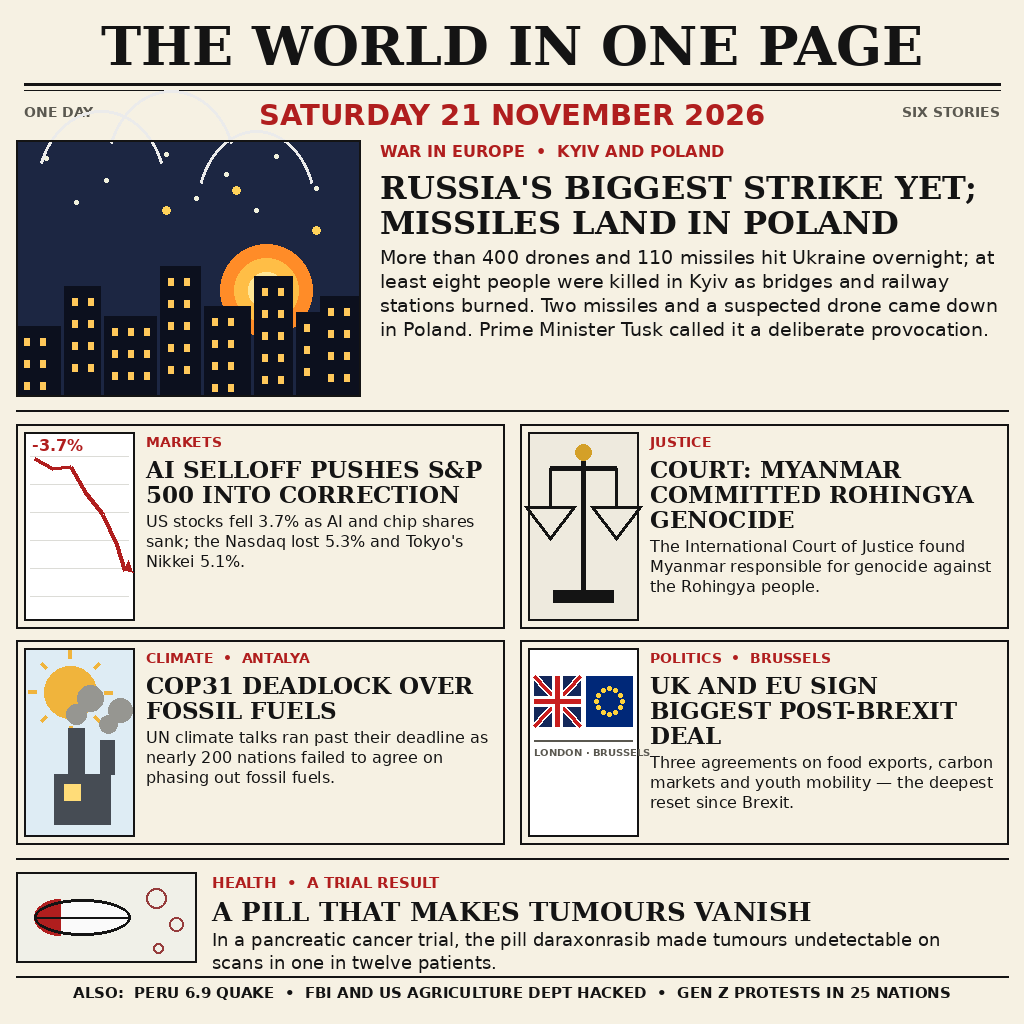 THE WORLD IN ONE PAGE
ONE DAY
SATURDAY 21 NOVEMBER 2026
SIX STORIES
WAR IN EUROPE • KYIV AND POLAND
RUSSIA'S BIGGEST STRIKE YET;
MISSILES LAND IN POLAND
More than 400 drones and 110 missiles hit Ukraine overnight; at
least eight people were killed in Kyiv as bridges and railway
stations burned. Two missiles and a suspected drone came down
in Poland. Prime Minister Tusk called it a deliberate provocation.
-3.7%
MARKETS
AI SELLOFF PUSHES S&P
500 INTO CORRECTION
US stocks fell 3.7% as AI and chip shares
sank; the Nasdaq lost 5.3% and Tokyo's
Nikkei 5.1%.
JUSTICE
COURT: MYANMAR
COMMITTED ROHINGYA
GENOCIDE
The International Court of Justice found
Myanmar responsible for genocide against
the Rohingya people.
CLIMATE • ANTALYA
COP31 DEADLOCK OVER
FOSSIL FUELS
UN climate talks ran past their deadline as
nearly 200 nations failed to agree on
phasing out fossil fuels.
LONDON · BRUSSELS
POLITICS • BRUSSELS
UK AND EU SIGN
BIGGEST POST-BREXIT
DEAL
Three agreements on food exports, carbon
markets and youth mobility — the deepest
reset since Brexit.
HEALTH • A TRIAL RESULT
A PILL THAT MAKES TUMOURS VANISH
In a pancreatic cancer trial, the pill daraxonrasib made tumours undetectable on
scans in one in twelve patients.
ALSO: PERU 6.9 QUAKE • FBI AND US AGRICULTURE DEPT HACKED • GEN Z PROTESTS IN 25 NATIONS